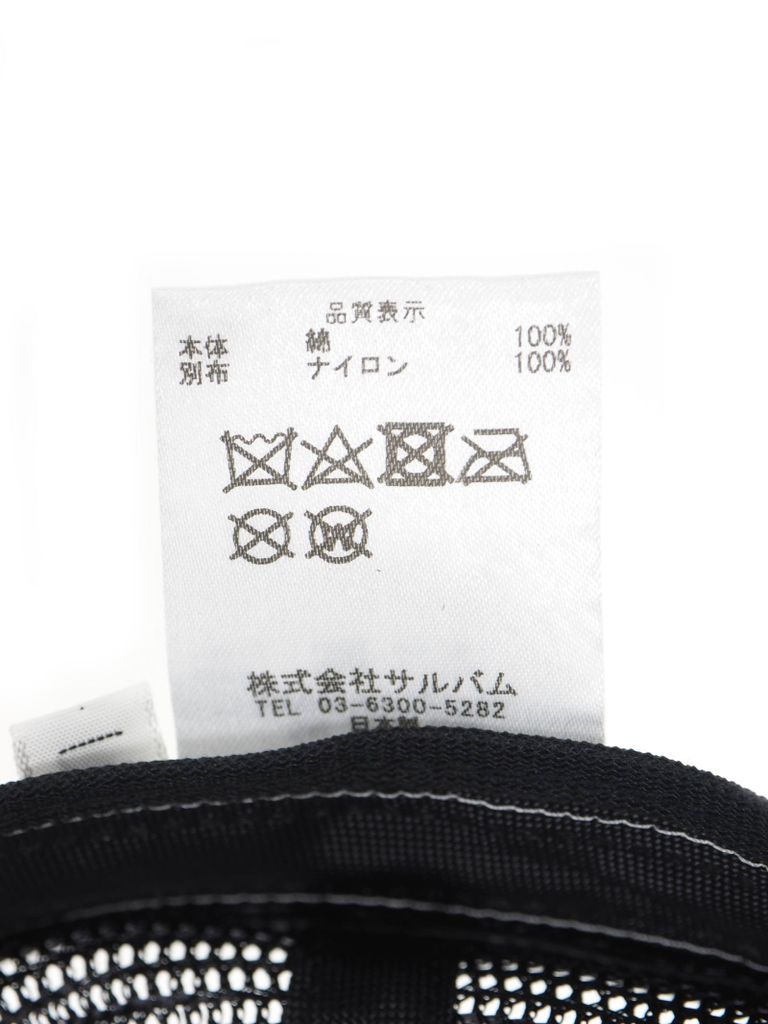 品質表示
本体 綿 100%
別布 ナイロン 100%
W
株式会社サルバム
TEL 03-6300-5282
日本製